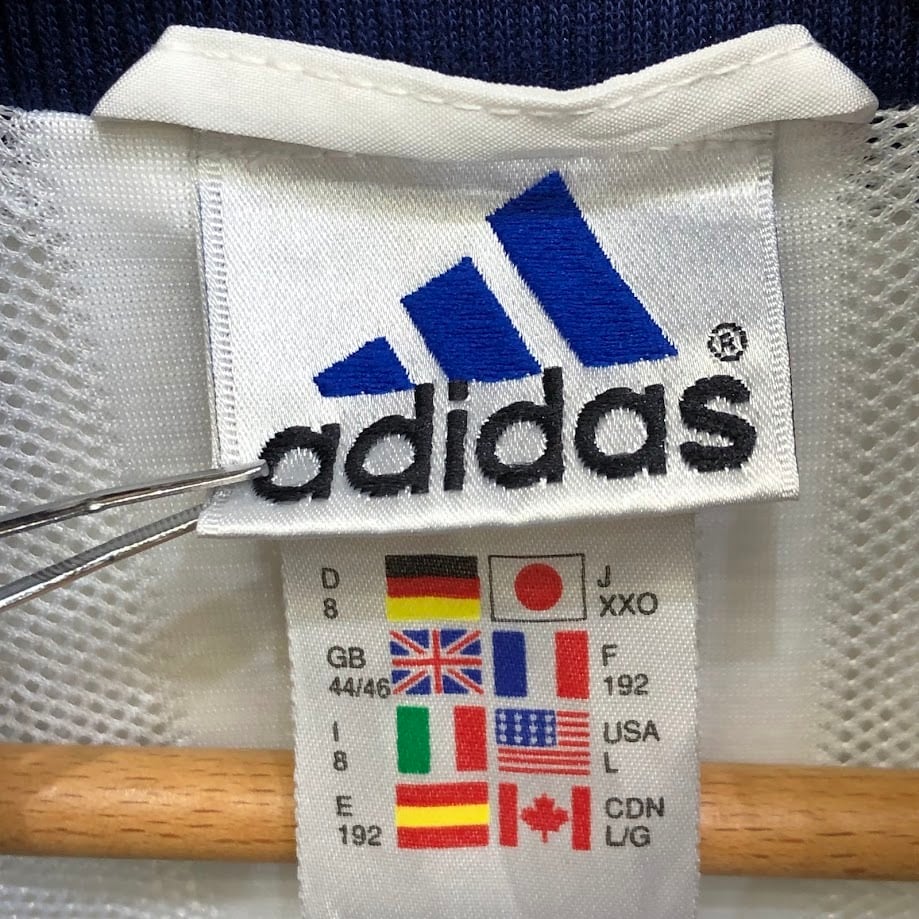 adidas ®
D
8
J
XXO
GB
44/46
F
192
I
8
USA
L
E
192
CDN
L/G